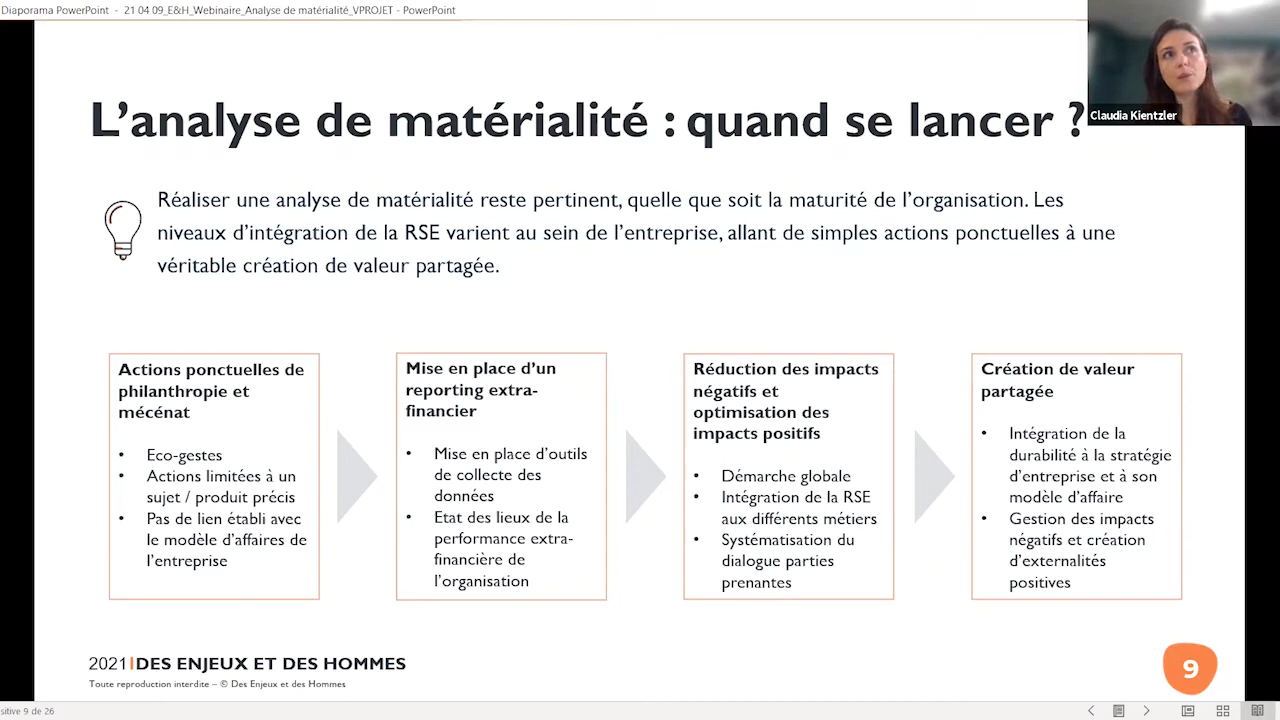 Diaporama PowerPoint - 21 04 09_E&H_Webinaire_Analyse de matérialité_VPROJET - PowerPoint
Claudia Kientzler
L'analyse de matérialité : quand se lancer ?
Réaliser une analyse de matérialité reste pertinent, quelle que soit la maturité de l'organisation. Les
niveaux d'intégration de la RSE varient au sein de l'entreprise, allant de simples actions ponctuelles à une
véritable création de valeur partagée.
Actions ponctuelles de
philanthropie et
mécénat
• Eco-gestes
• Actions limitées à un
sujet / produit précis
• Pas de lien établi avec
le modèle d'affaires de
l'entreprise
Mise en place d'un
reporting extra-
financier
• Mise en place d'outils
de collecte des
données
• Etat des lieux de la
performance extra-
financière de
l'organisation
Réduction des impacts
négatifs et
optimisation des
impacts positifs
• Démarche globale
• Intégration de la RSE
aux différents métiers
• Systématisation du
dialogue parties
prenantes
Création de valeur
partagée
• Intégration de la
durabilité à la stratégie
d'entreprise et à son
modèle d'affaire
• Gestion des impacts
négatifs et création
d'externalités
positives
2021 | DES ENJEUX ET DES HOMMES
Toute reproduction interdite – © Des Enjeux et des Hommes
9
sitive 9 de 26